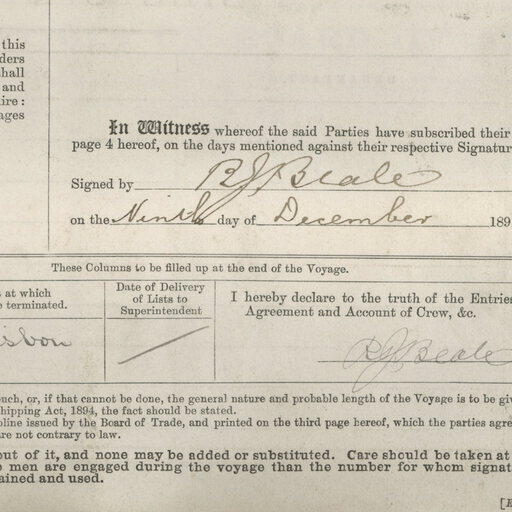 this
ders
hall
and
ire :
ages
In Witness whereof the said Parties have subscribed their
page 4 hereof, on the days mentioned against their respective Signatur
Signed by R J Beale
on the Ninth day of December 189
These Columns to be filled up at the end of the Voyage.
s at which
e terminated.
Date of Delivery
of Lists to
Superintendent
I hereby declare to the truth of the Entries
Agreement and Account of Crew, &c.
sbon
R J Beale
ouch, or, if that cannot be done, the general nature and probable length of the Voyage is to be giv
hipping Act, 1894, the fact should be stated.
pline issued by the Board of Trade, and printed on the third page hereof, which the parties agre
re not contrary to law.
out of it, and none may be added or substituted. Care should be taken at
e men are engaged during the voyage than the number for whom signat
ained and used.